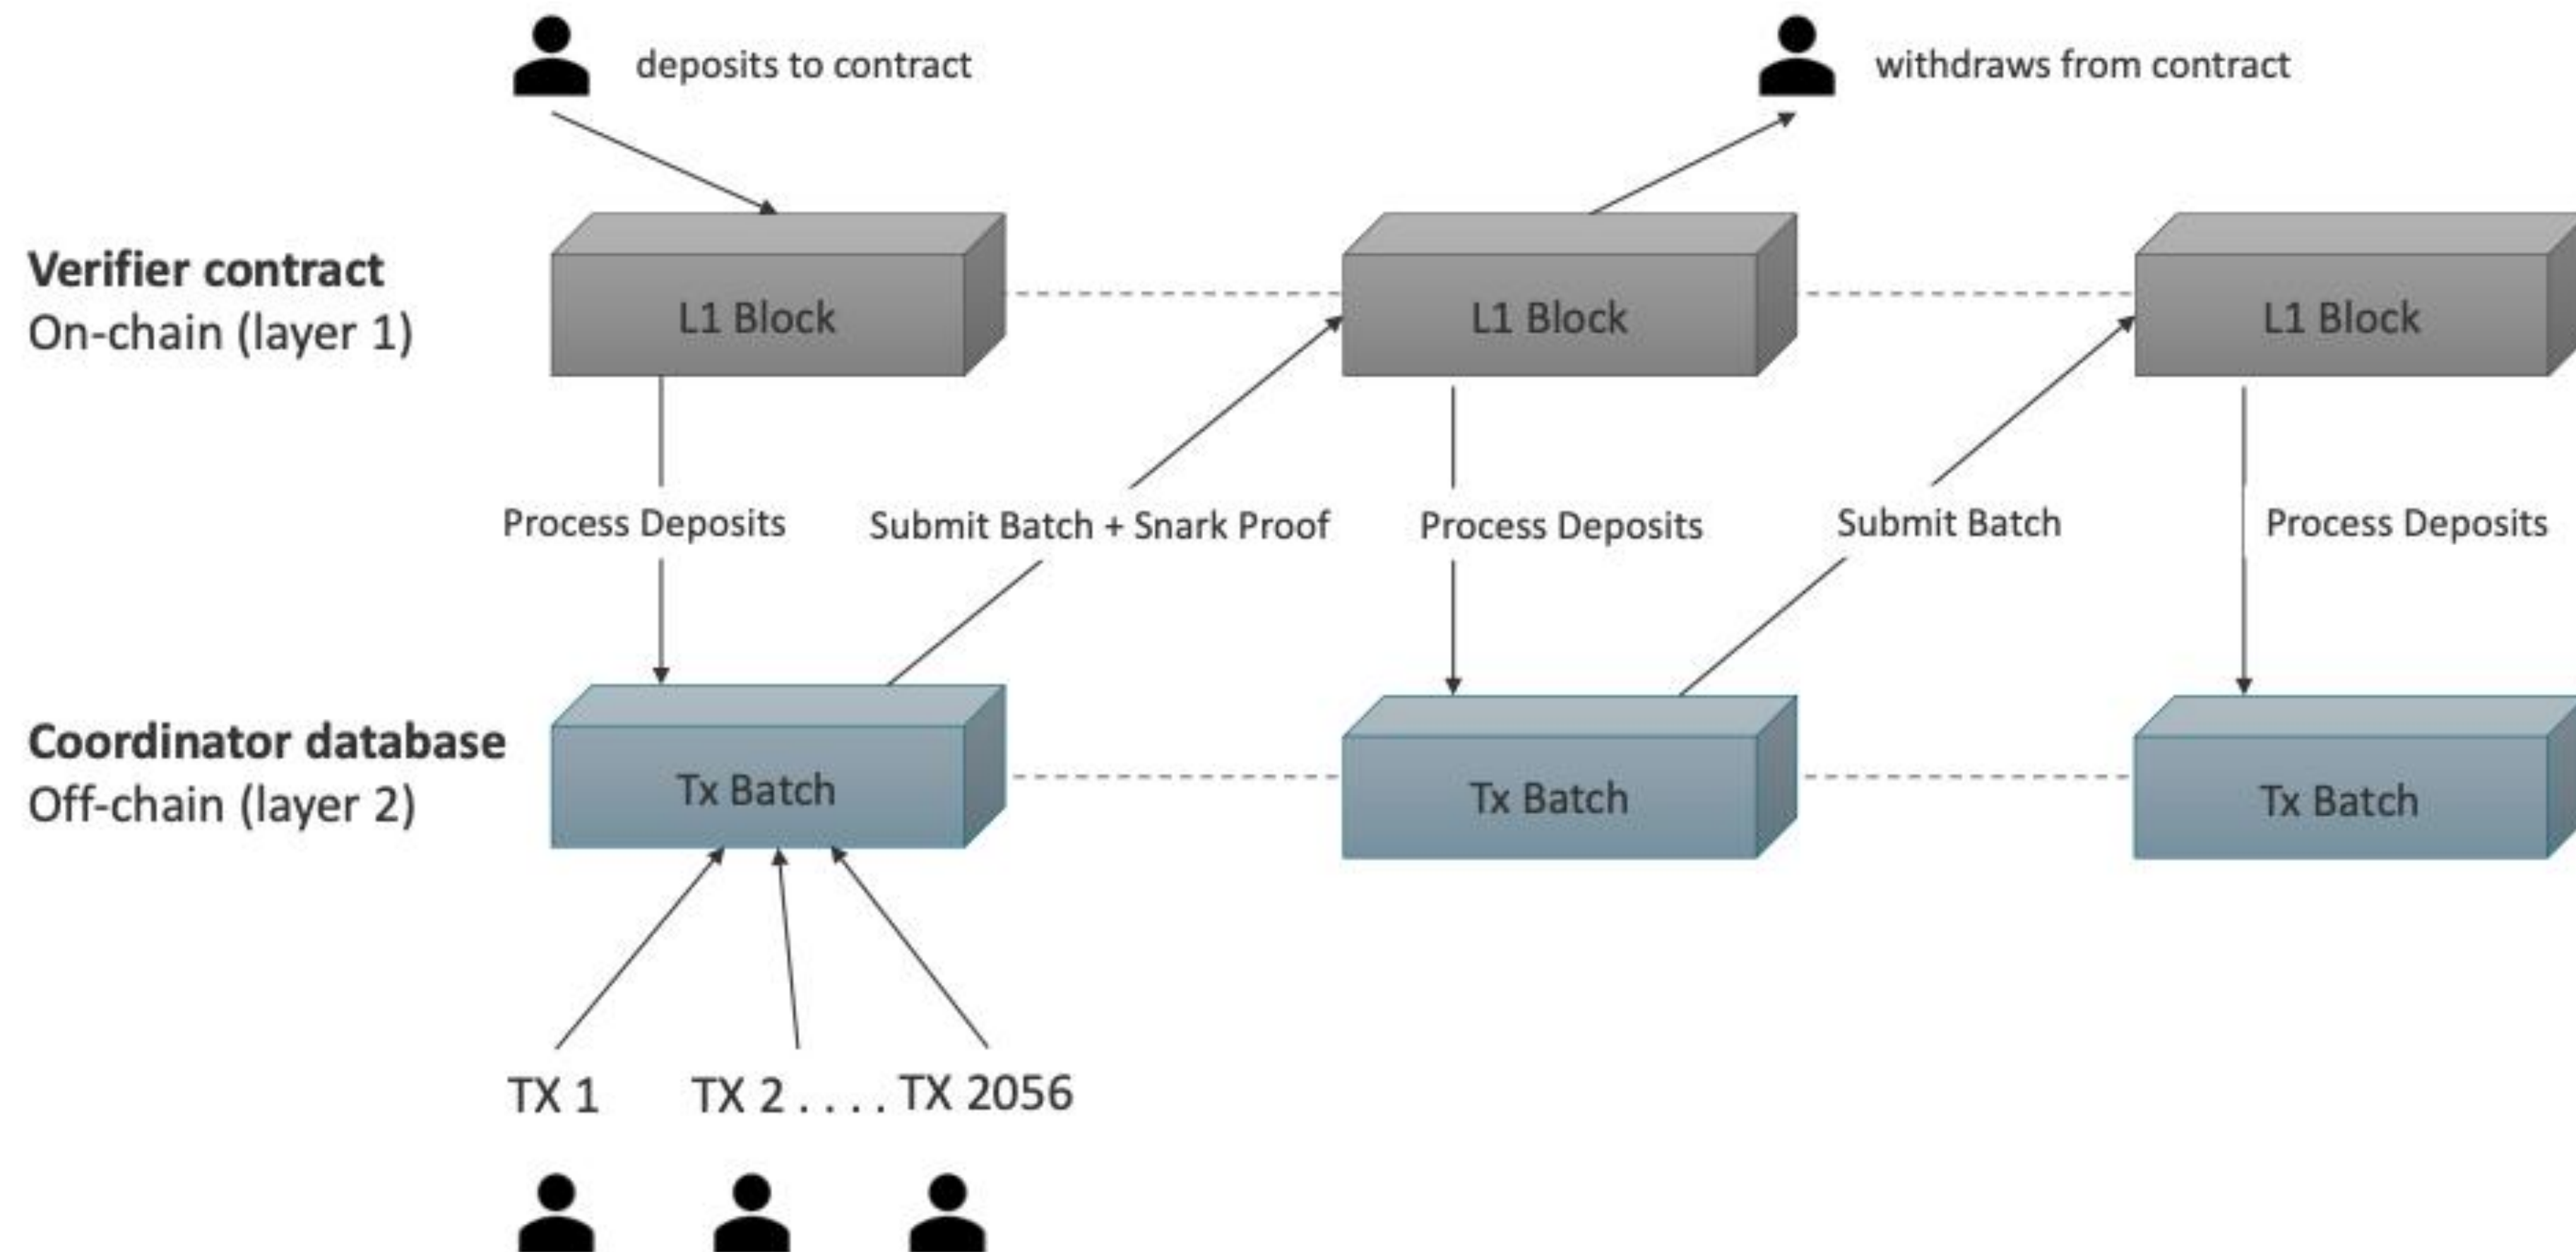 deposits to contract
withdraws from contract
Verifier contract
On-chain (layer 1)
L1 Block
L1 Block
L1 Block
Process Deposits
Submit Batch + Snark Proof
Process Deposits
Submit Batch
Process Deposits
Coordinator database
Off-chain (layer 2)
Tx Batch
Tx Batch
Tx Batch
TX 1
TX 2 . . . . TX 2056